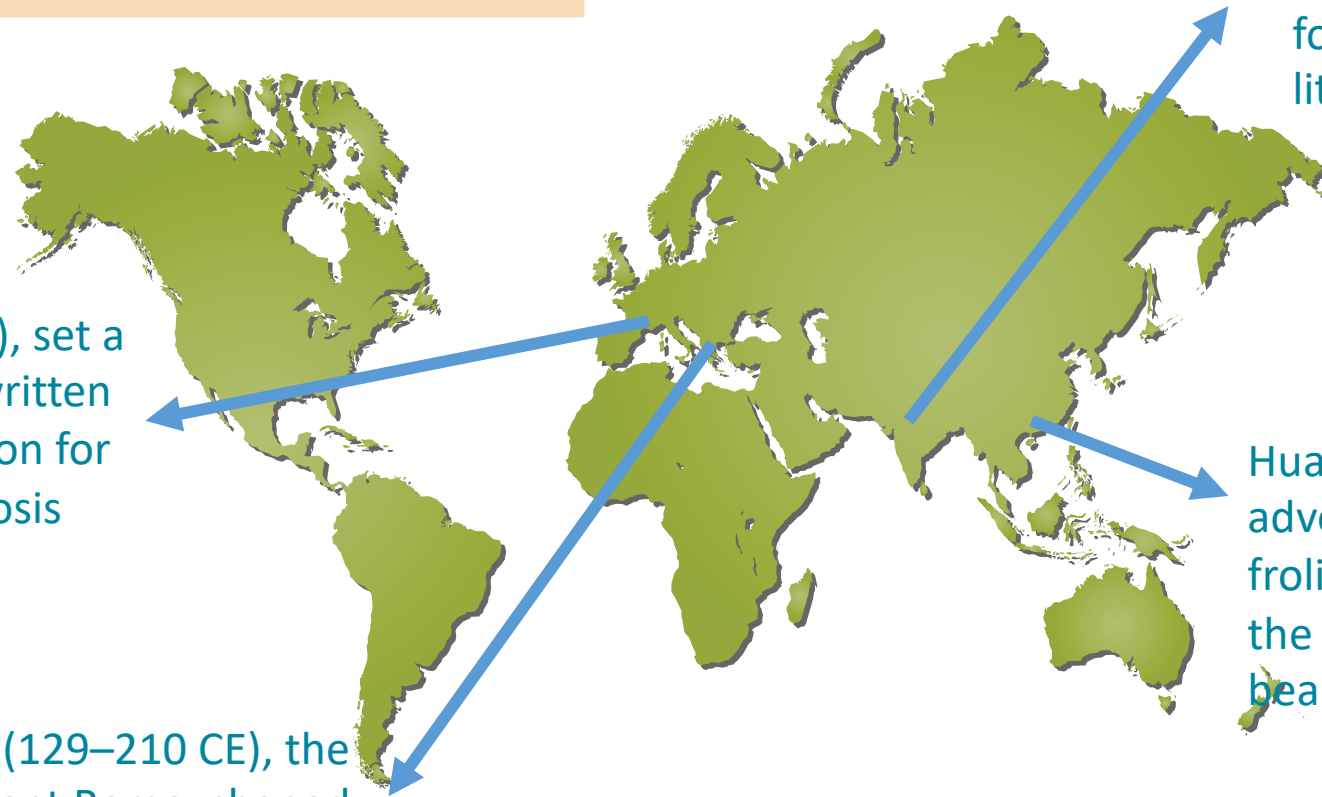 ), set a
ritten
on for
osis
(129–210 CE), the
fo
lit
Hua
adve
froli
the
bea